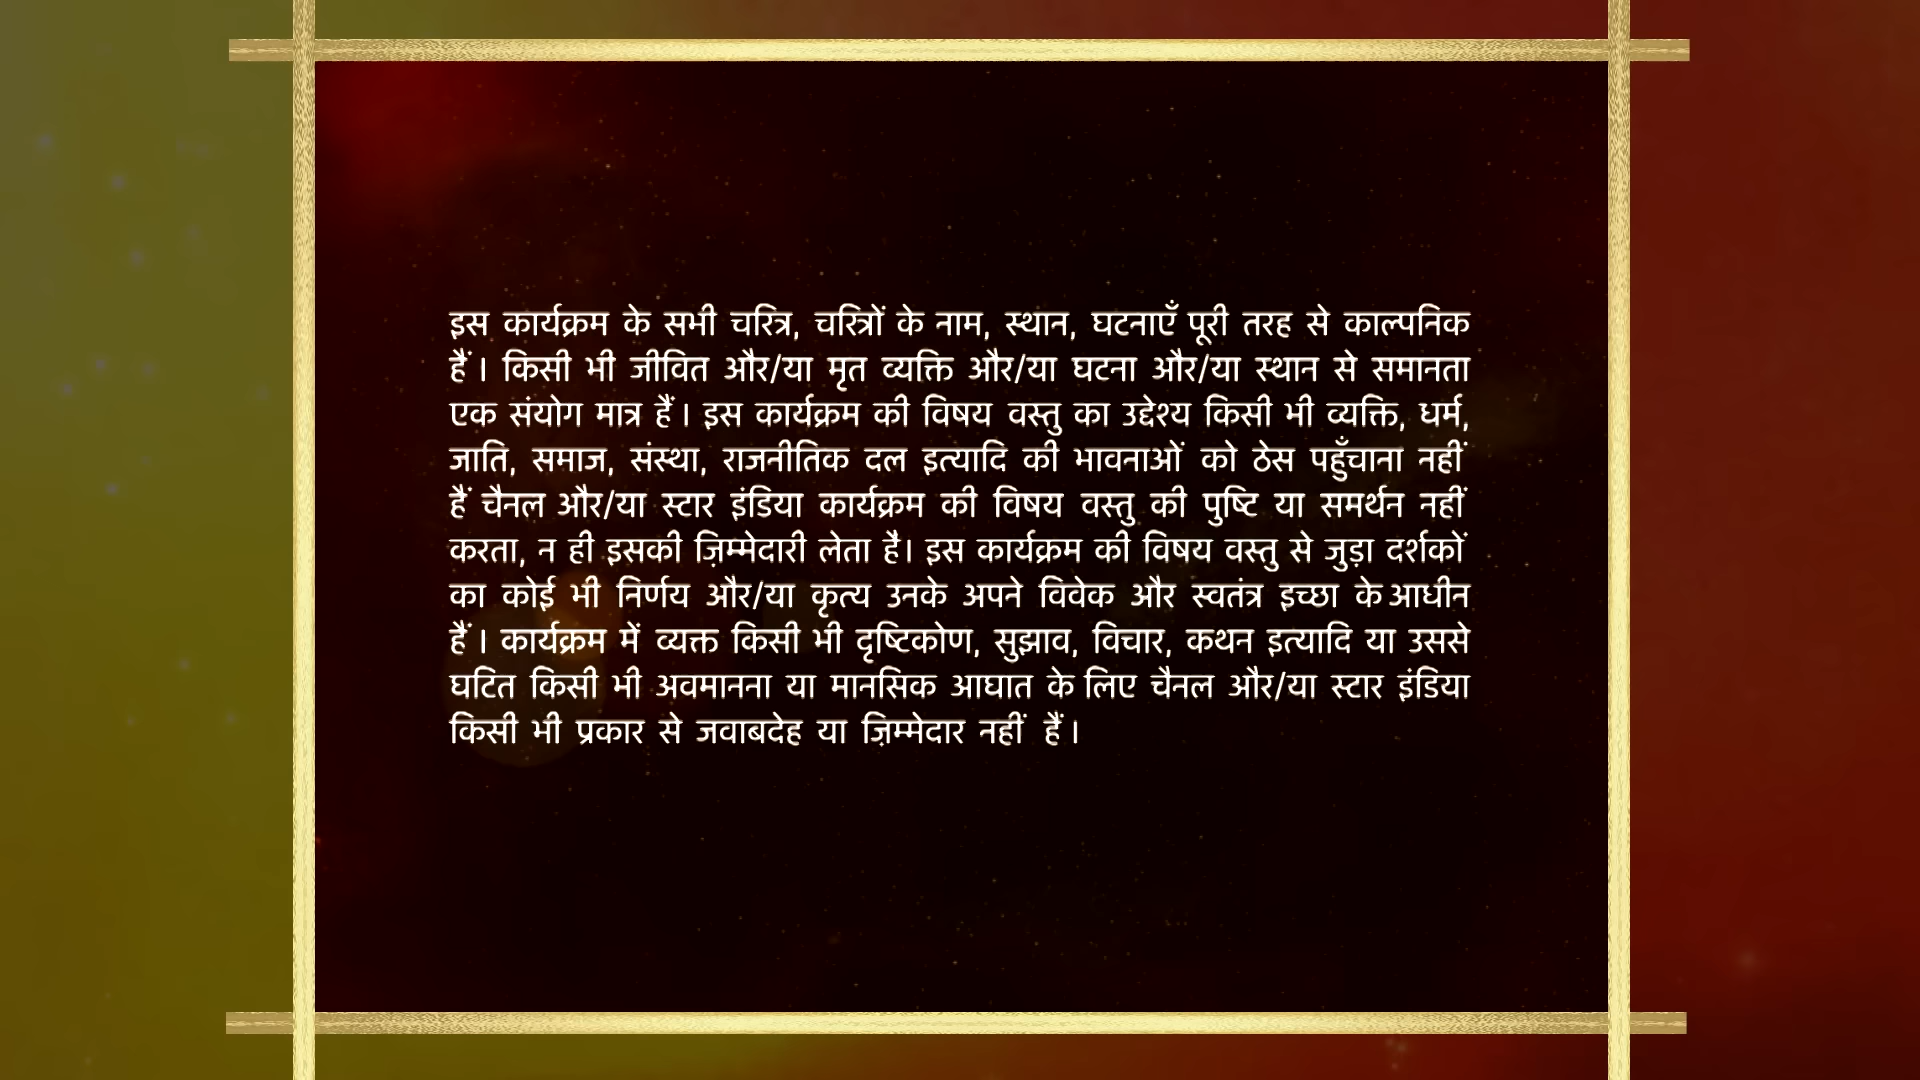 इस कार्यक्रम के सभी चरित्र, चरित्रों के नाम, स्थान, घटनाएँ पूरी तरह से काल्पनिक
हैं । किसी भी जीवित और/या मृत व्यक्ति और/या घटना और/या स्थान से समानता
एक संयोग मात्र हैं । इस कार्यक्रम की विषय वस्तु का उद्देश्य किसी भी व्यक्ति, धर्म,
जाति, समाज, संस्था, राजनीतिक दल इत्यादि की भावनाओं को ठेस पहुँचाना नहीं
हैं चैनल और/या स्टार इंडिया कार्यक्रम की विषय वस्तु की पुष्टि या समर्थन नहीं
करता, न ही इसकी ज़िम्मेदारी लेता है। इस कार्यक्रम की विषय वस्तु से जुड़ा दर्शकों
का कोई भी निर्णय और/या कृत्य उनके अपने विवेक और स्वतंत्र इच्छा के आधीन
हैं । कार्यक्रम में व्यक्त किसी भी दृष्टिकोण, सुझाव, विचार, कथन इत्यादि या उससे
घटित किसी भी अवमानना या मानसिक आघात के लिए चैनल और/या स्टार इंडिया
किसी भी प्रकार से जवाबदेह या ज़िम्मेदार नहीं हैं ।